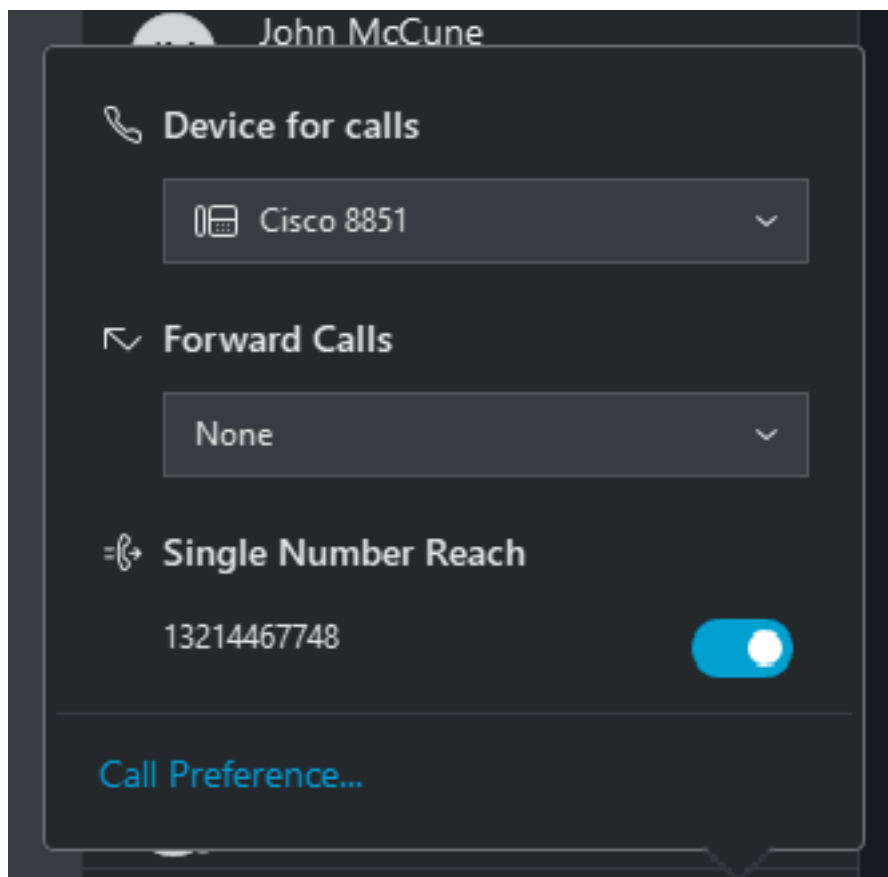 John McCune
Device for calls
Cisco 8851
Forward Calls
None
Single Number Reach
13214467748
Call Preference...